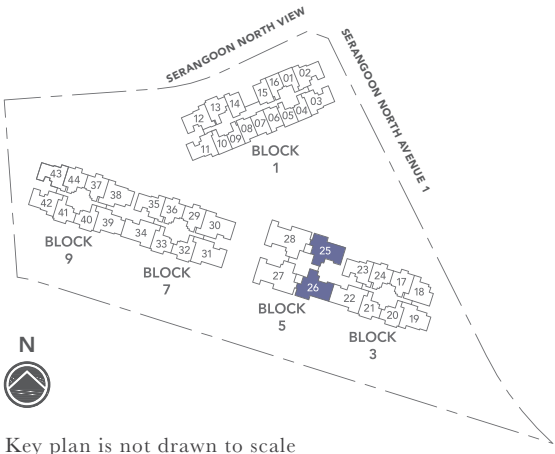 SERANGOON NORTH VIEW
SERANGOON NORTH AVENUE 1
12 13 14 15 16 01 02
11 10 09 08 07 06 05 04 03
BLOCK
1
43 44 37 38 35 36 29 30
42 41 40 39 34 33 32 31
BLOCK
9
BLOCK
7
28 25 23 24 17 18
27 26 22 21 20 19
BLOCK
5
BLOCK
3
N
Key plan is not drawn to scale